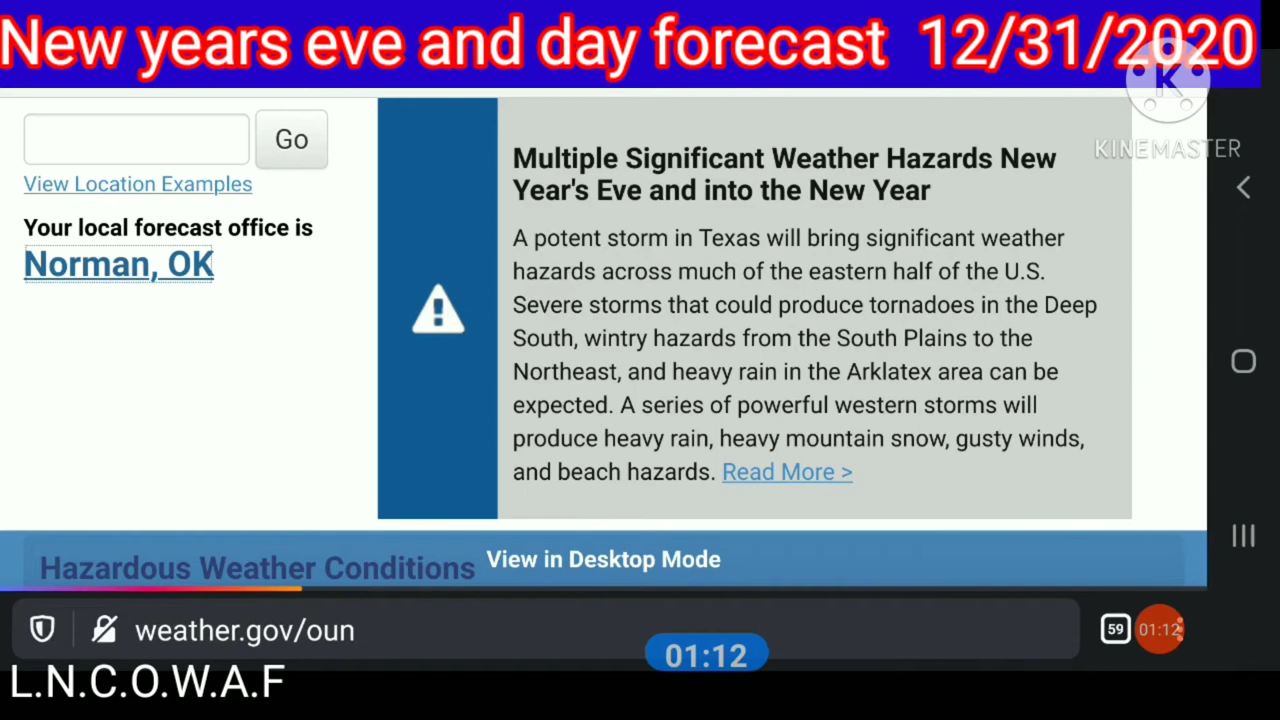 New years eve and day forecast 12/31/2020
K
KINEMASTER
Go
View Location Examples
Your local forecast office is
Norman, OK
Multiple Significant Weather Hazards New
Year's Eve and into the New Year
A potent storm in Texas will bring significant weather
hazards across much of the eastern half of the U.S.
Severe storms that could produce tornadoes in the Deep
South, wintry hazards from the South Plains to the
Northeast, and heavy rain in the Arklatex area can be
expected. A series of powerful western storms will
produce heavy rain, heavy mountain snow, gusty winds,
and beach hazards. Read More >
Hazardous Weather Conditions
View in Desktop Mode
weather.gov/oun
59
01:12
01:12
L.N.C.O.W.A.F